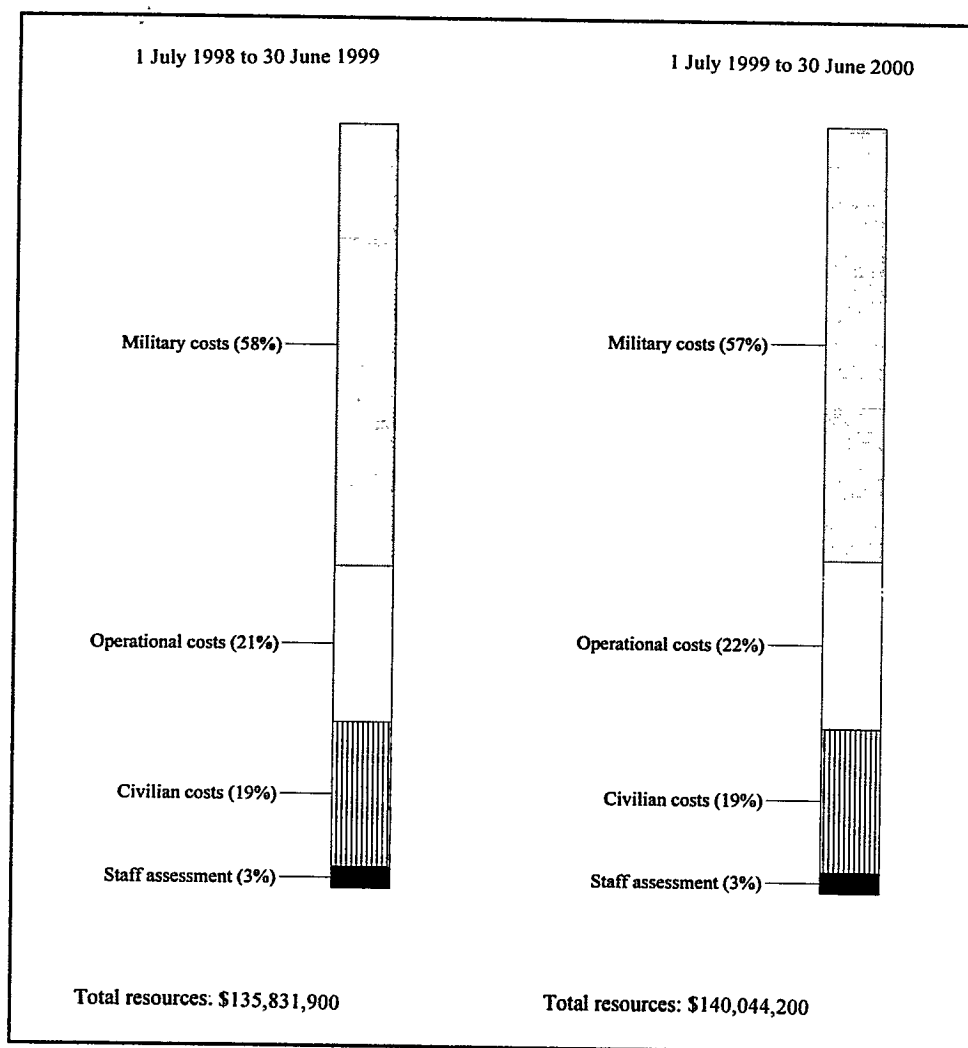 1 July 1998 to 30 June 1999
Military costs (58%)
Operational costs (21%)
Civilian costs (19%)
Staff assessment (3%)
Total resources: $135,831,900
1 July 1999 to 30 June 2000
Military costs (57%)
Operational costs (22%)
Civilian costs (19%)
Staff assessment (3%)
Total resources: $140,044,200